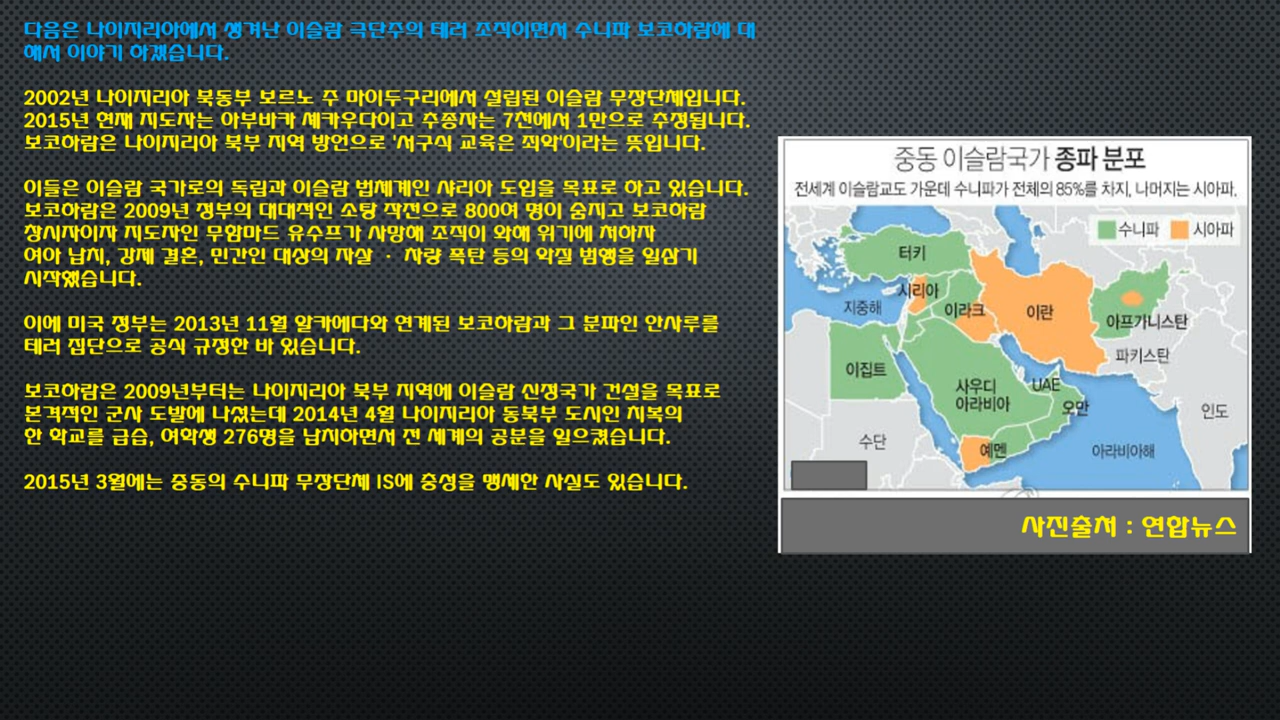 다음은 나이지리아에서 생겨난 이슬람 극단주의 테러 조직이면서 수니파 보코하람에 대
해서 이야기 하겠습니다.
2002년 나이지리아 북동부 보르노 주 마이두구리에서 설립된 이슬람 무장단체입니다.
2015년 현재 지도자는 아부바카 셰카우다이고 추종자는 7천에서 1만으로 추정됩니다.
보코하람은 나이지리아 북부 지역 방언으로 '서구식 교육은 죄악'이라는 뜻입니다.
이들은 이슬람 국가로의 독립과 이슬람 법세계인 샤리아 도입을 목표로 하고 있습니다.
보코하람은 2009년 정부의 대대적인 소탕 작전으로 800여 명이 숨지고 보코하람
창시자이자 지도자인 무함마드 유수프가 사망해 조직이 와해 위기에 처하자
여아 납치, 강제 결혼, 민간인 대상의 자살 · 차량 폭탄 등의 악질 범행을 일삼기
시작했습니다.
이에 미국 정부는 2013년 11월 알카에다와 연계된 보코하람과 그 분파인 안사루를
테러 집단으로 공식 규정한 바 있습니다.
보코하람은 2009년부터는 나이지리아 북부 지역에 이슬람 신정국가 건설을 목표로
본격적인 군사 도발에 나섰는데 2014년 4월 나이지리아 동북부 도시인 치복의
한 학교를 급습, 여학생 276명을 납치하면서 전 세계의 공분을 일으켰습니다.
2015년 3월에는 중동의 수니파 무장단체 IS에 충성을 맹세한 사실도 있습니다.
중동 이슬람국가 종파 분포
전세계 이슬람교도 가운데 수니파가 전체의 85%를 차지, 나머지는 시아파.
수니파 시아파
터키
시리아
지중해
이라크
이란
아프가니스탄
파키스탄
이집트
사우디
아라비아
UAE
오만
인도
수단
예멘
아라비아해
사진출처 : 연합뉴스